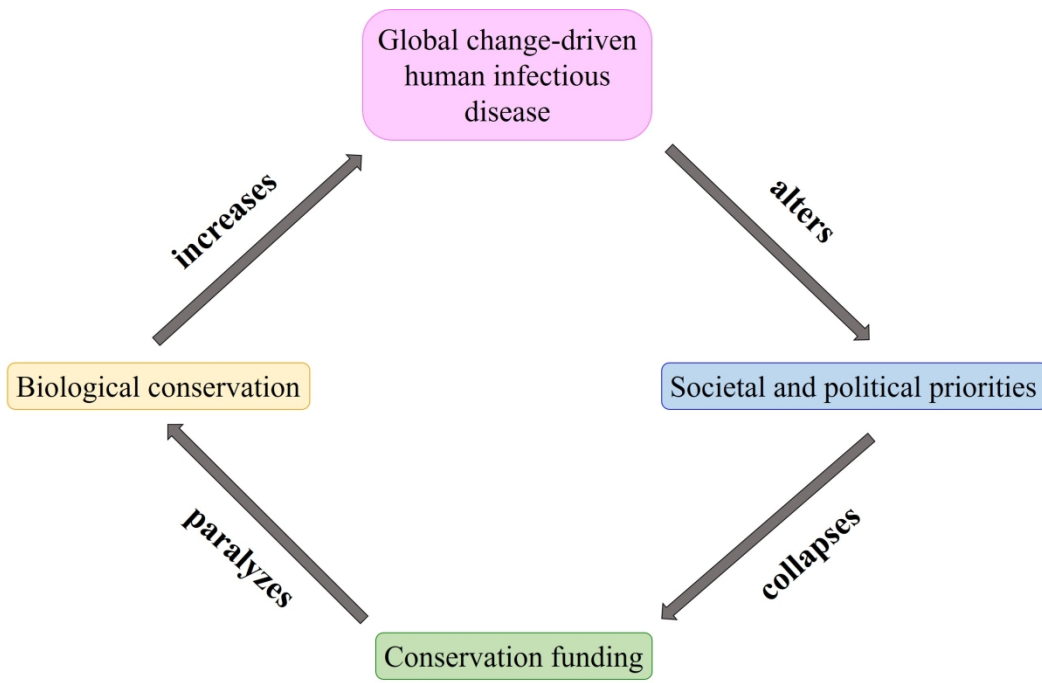 Global change-driven
human infectious
disease
increases
alters
Biological conservation
Societal and political priorities
paralyzes
collapses
Conservation funding